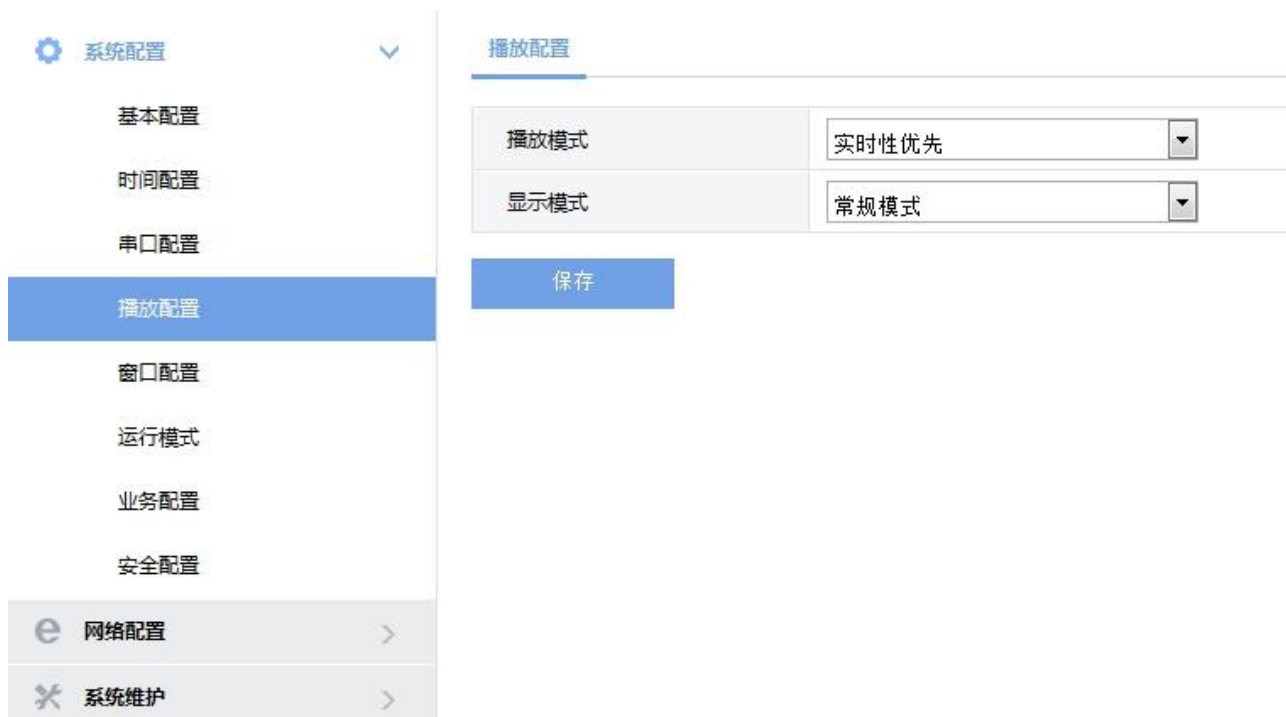 系统配置
基本配置
时间配置
串口配置
播放配置
窗口配置
运行模式
业务配置
安全配置
网络配置
系统维护
播放配置
播放模式 实时性优先
显示模式 常规模式
保存